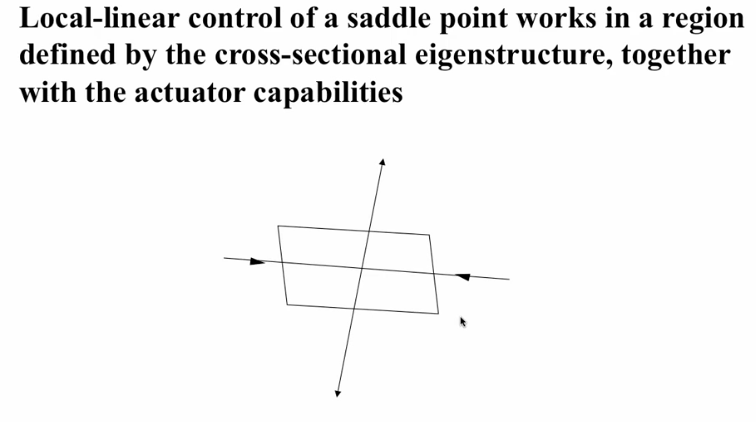 Local-linear control of a saddle point works in a region
defined by the cross-sectional eigenstructure, together
with the actuator capabilities